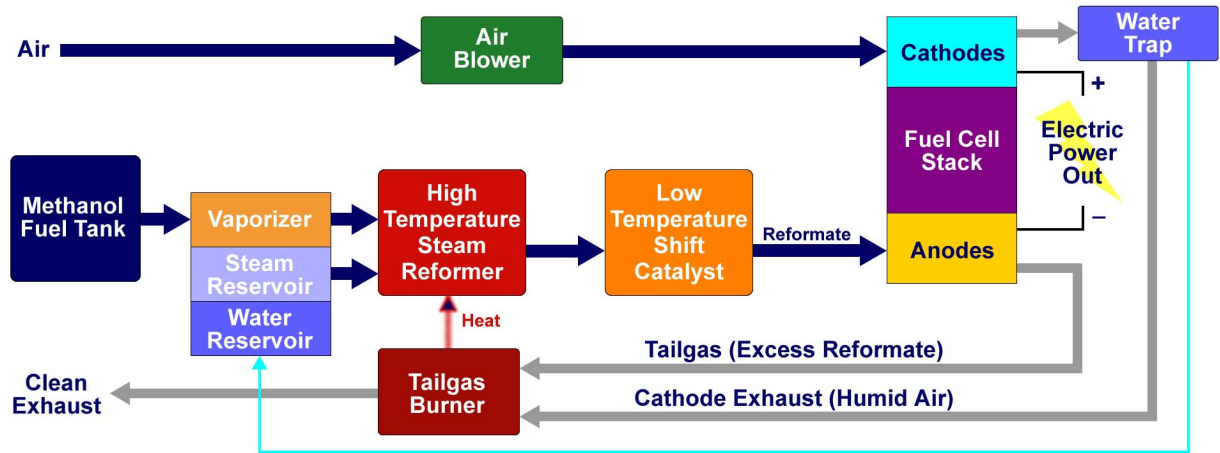 Air
Air
Blower
Cathodes
Water
Trap
+
Fuel Cell
Stack
Electric
Power
Out
–
Methanol
Fuel Tank
Vaporizer
Steam
Reservoir
Water
Reservoir
High
Temperature
Steam
Reformer
Low
Temperature
Shift
Catalyst
Reformate
Anodes
Heat
Tailgas
Burner
Tailgas (Excess Reformate)
Cathode Exhaust (Humid Air)
Clean
Exhaust